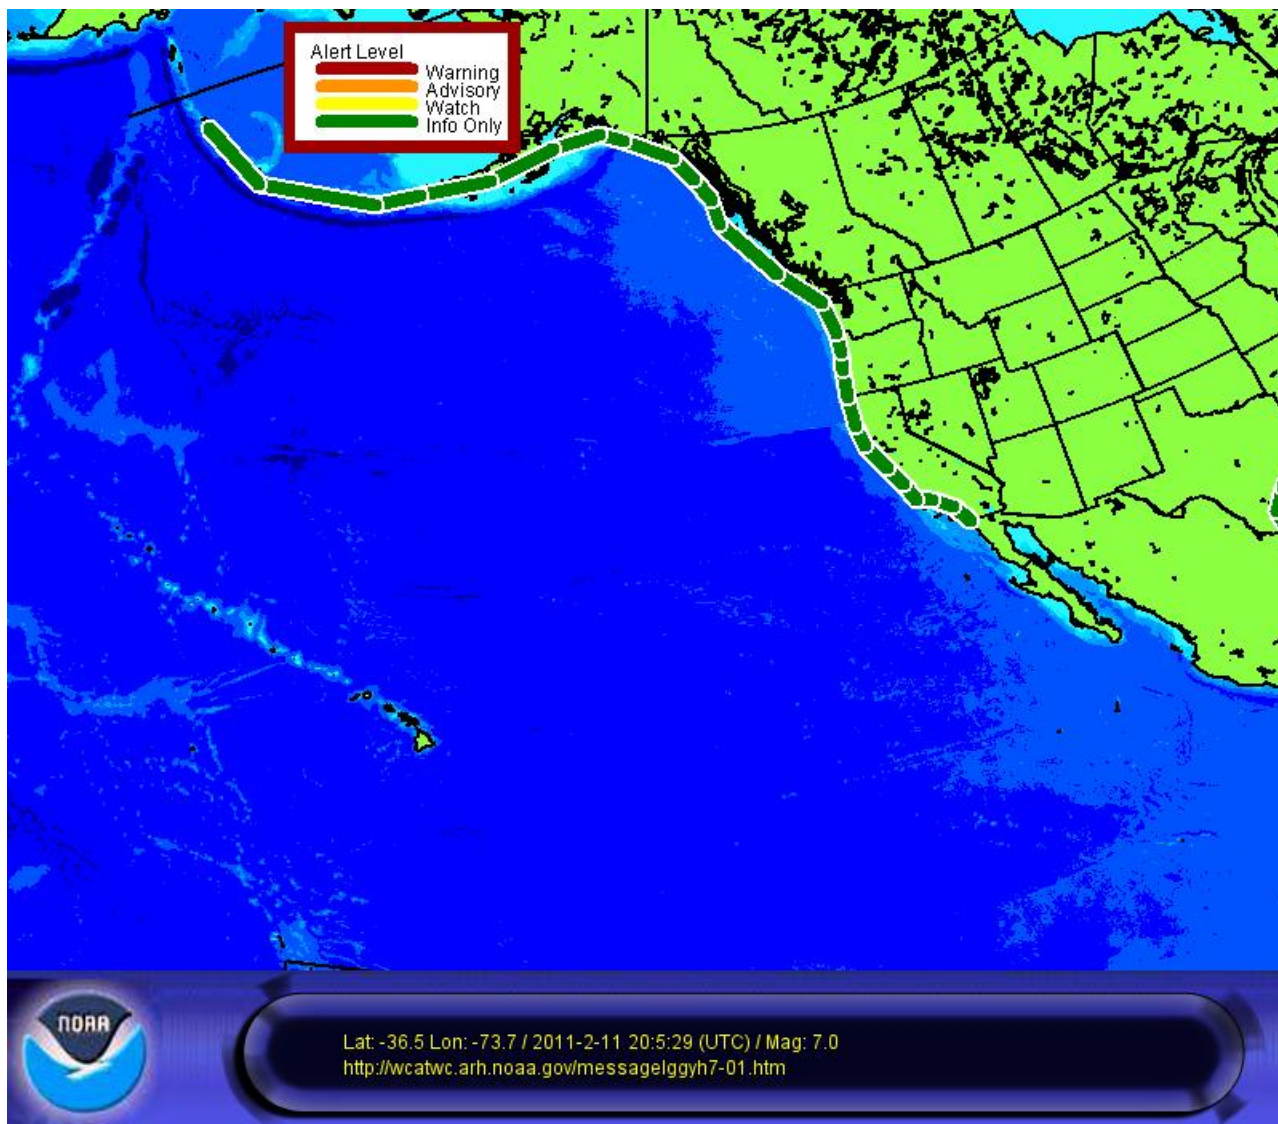 Alert Level
Warning
Advisory
Watch
Info Only
NOAA
Lat: -36.5 Lon: -73.7 / 2011-2-11 20:5:29 (UTC) / Mag: 7.0
http://wcatwc.arh.noaa.gov/messagelggyh7-01.htm